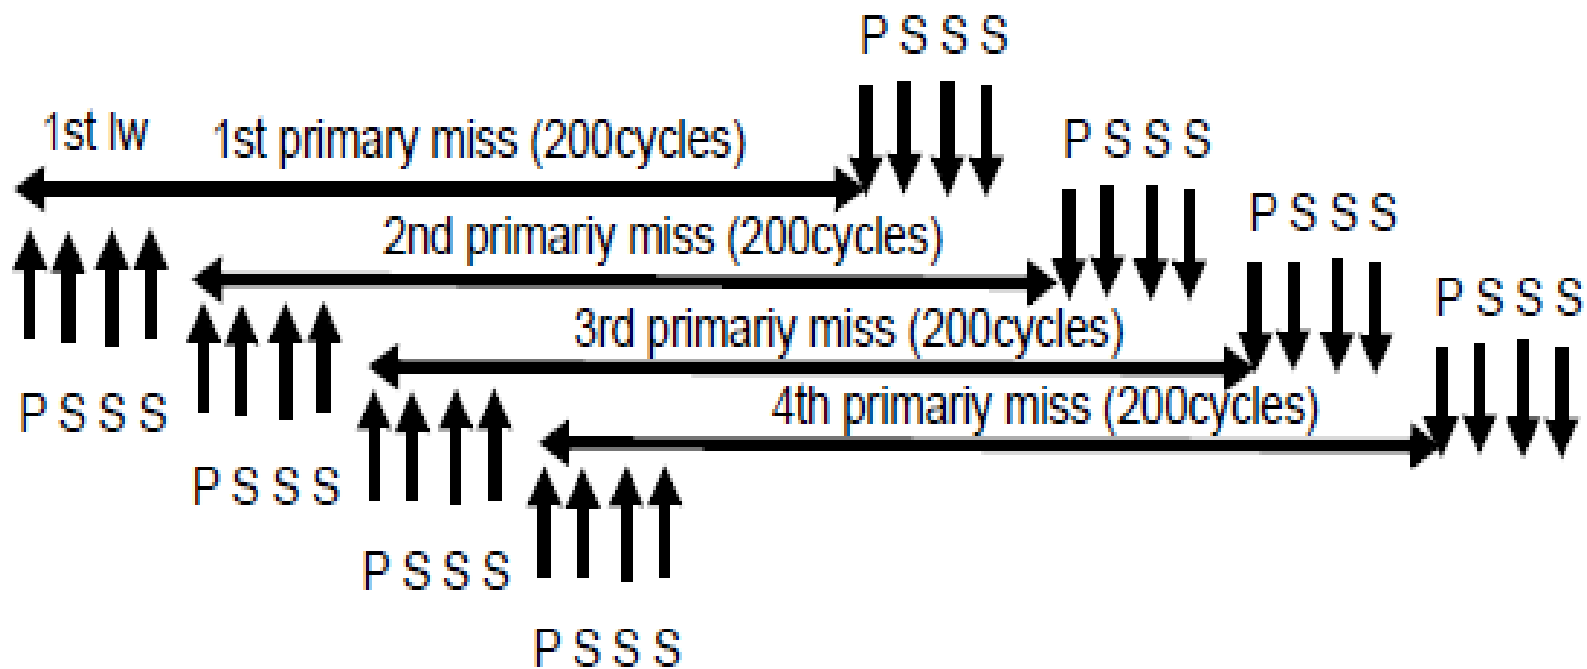 P S S S
1st lw 1st primary miss (200cycles)
P S S S
2nd primariy miss (200cycles)
P S S S
3rd primariy miss (200cycles)
P S S S
4th primariy miss (200cycles)
P S S S
P S S S
P S S S
P S S S